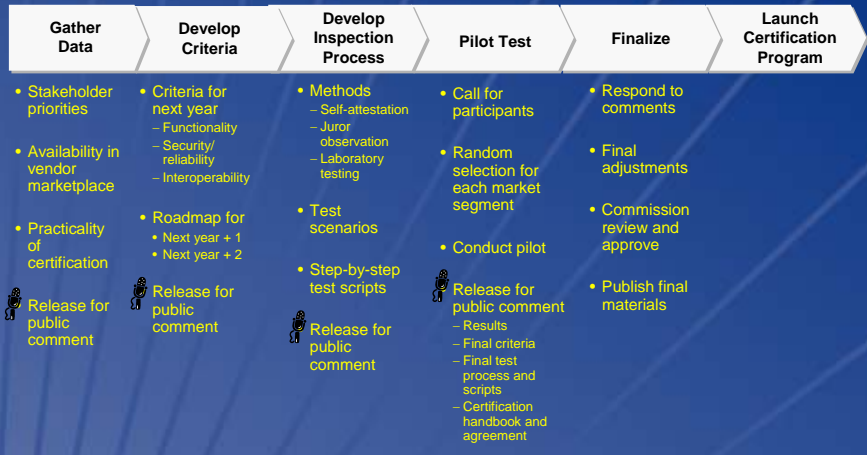 Gather
Data
Develop
Criteria
Develop
Inspection
Process
Pilot Test
Finalize
Launch
Certification
Program
• Stakeholder
priorities
• Availability in
vendor
marketplace
• Practicality
of
certification
• Release for
public
comment
• Criteria for
next year
– Functionality
– Security/
reliability
– Interoperability
• Roadmap for
• Next year + 1
• Next year + 2
• Release for
public
comment
• Methods
– Self-attestation
– Juror
observation
– Laboratory
testing
• Test
scenarios
• Step-by-step
test scripts
• Release for
public
comment
• Call for
participants
• Random
selection for
each market
segment
• Conduct pilot
• Release for
public comment
– Results
– Final criteria
– Final test
process and
scripts
– Certification
handbook and
agreement
• Respond to
comments
• Final
adjustments
• Commission
review and
approve
• Publish final
materials